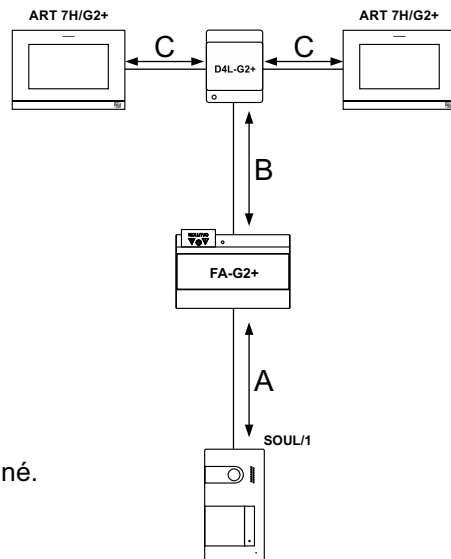 ART 7H/G2+ ART 7H/G2+
C C
D4L-G2+
B
FA-G2+
A
SOUL/1
né.